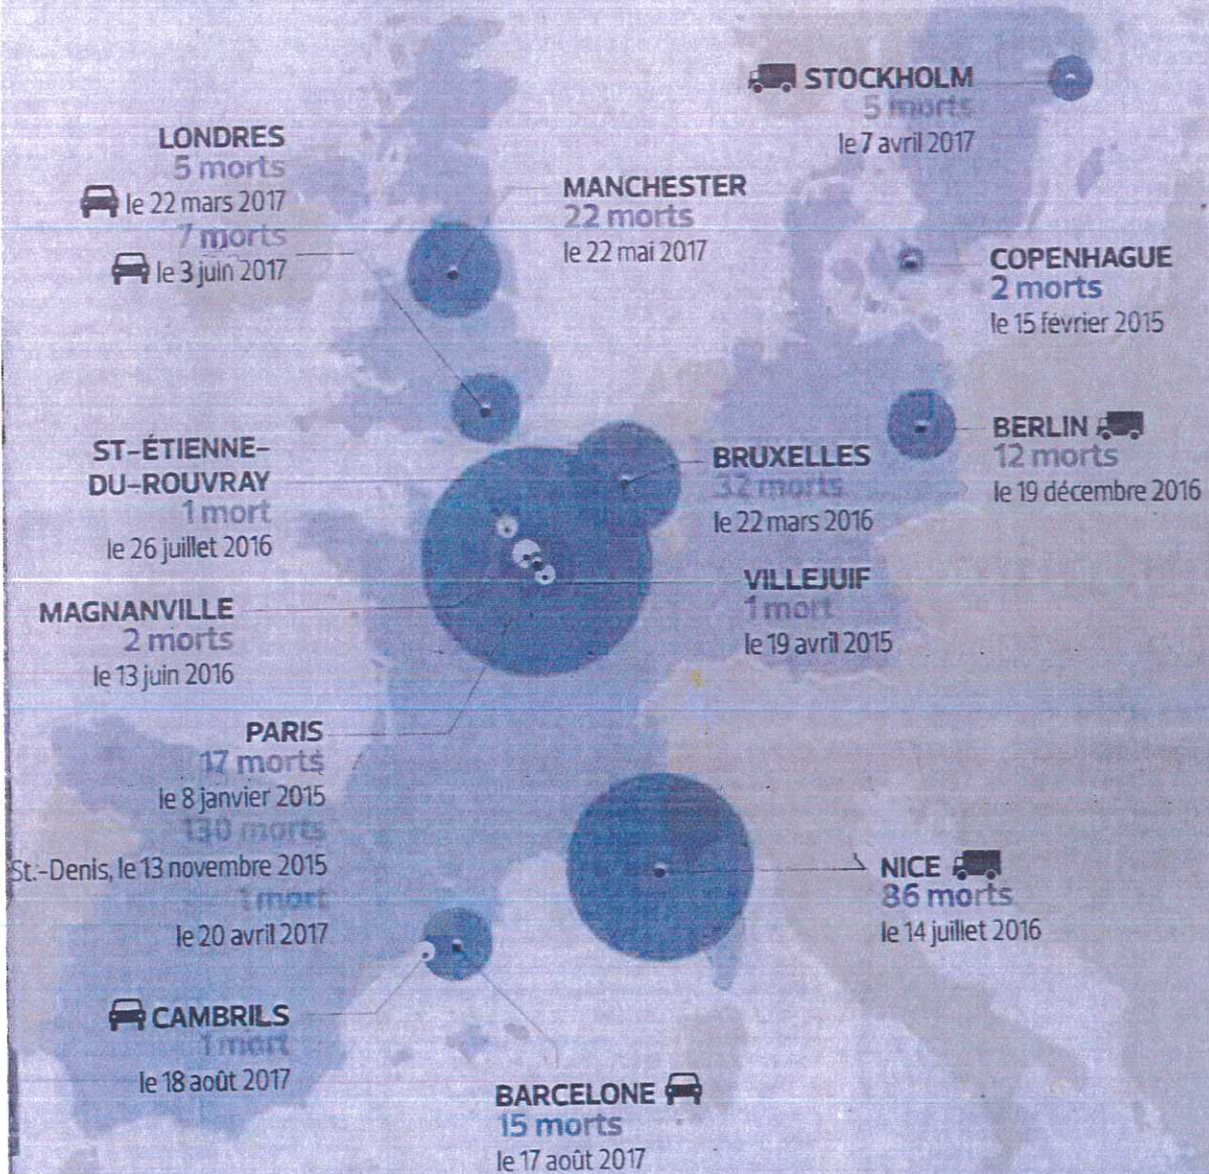 STOCKHOLM
5 morts
le 7 avril 2017
LONDRES
5 morts
le 22 mars 2017
7 morts
le 3 juin 2017
MANCHESTER
22 morts
le 22 mai 2017
COPENHAGUE
2 morts
le 15 février 2015
ST-ÉTIENNE-
DU-ROUVRAY
1 mort
le 26 juillet 2016
BRUXELLES
32 morts
le 22 mars 2016
BERLIN
12 morts
le 19 décembre 2016
MAGNANVILLE
2 morts
le 13 juin 2016
VILLEJUIF
1 mort
le 19 avril 2015
PARIS
17 morts
le 8 janvier 2015
130 morts
St.-Denis, le 13 novembre 2015
1 mort
le 20 avril 2017
NICE
86 morts
le 14 juillet 2016
CAMBRILS
1 mort
le 18 août 2017
BARCELONE
15 morts
le 17 août 2017